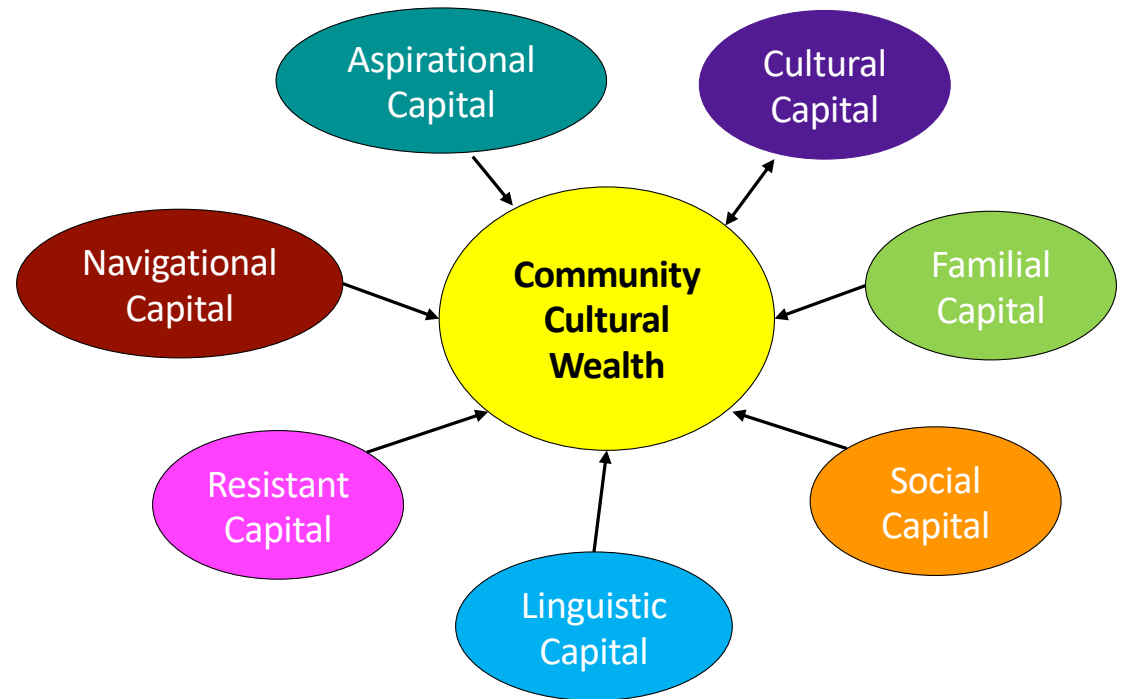 Aspirational
Capital
Cultural
Capital
Navigational
Capital
Community
Cultural
Wealth
Familial
Capital
Resistant
Capital
Social
Capital
Linguistic
Capital